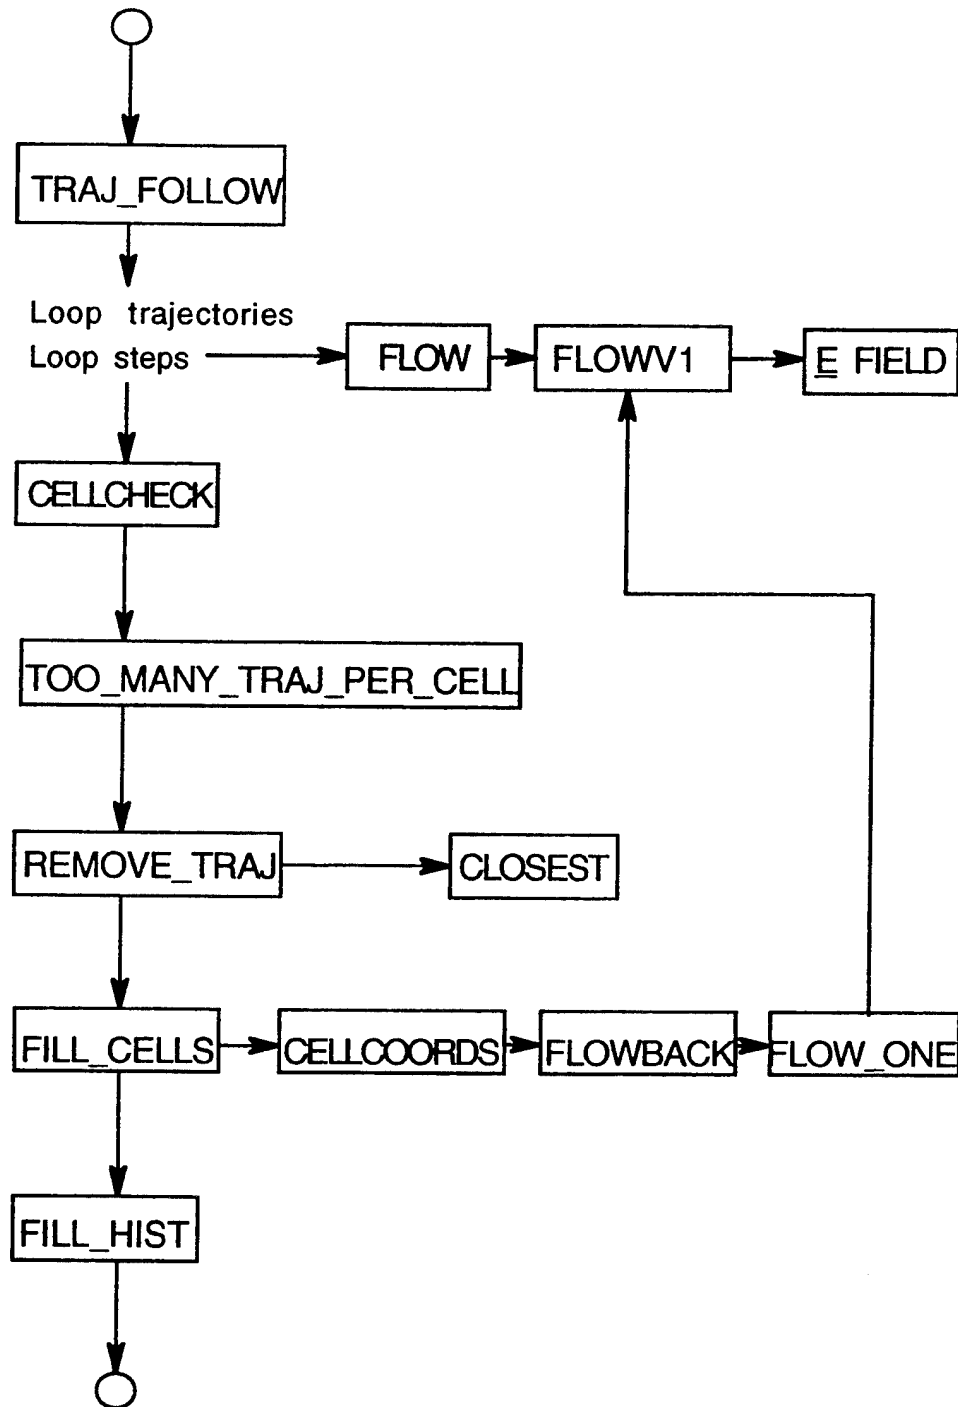 TRAJ_FOLLOW
Loop trajectories
Loop steps
FLOW
FLOWV1
E FIELD
CELLCHECK
TOO_MANY_TRAJ_PER_CELL
REMOVE_TRAJ
CLOSEST
FILL_CELLS
CELLCOORDS
FLOWBACK
FLOW_ONE
FILL_HIST